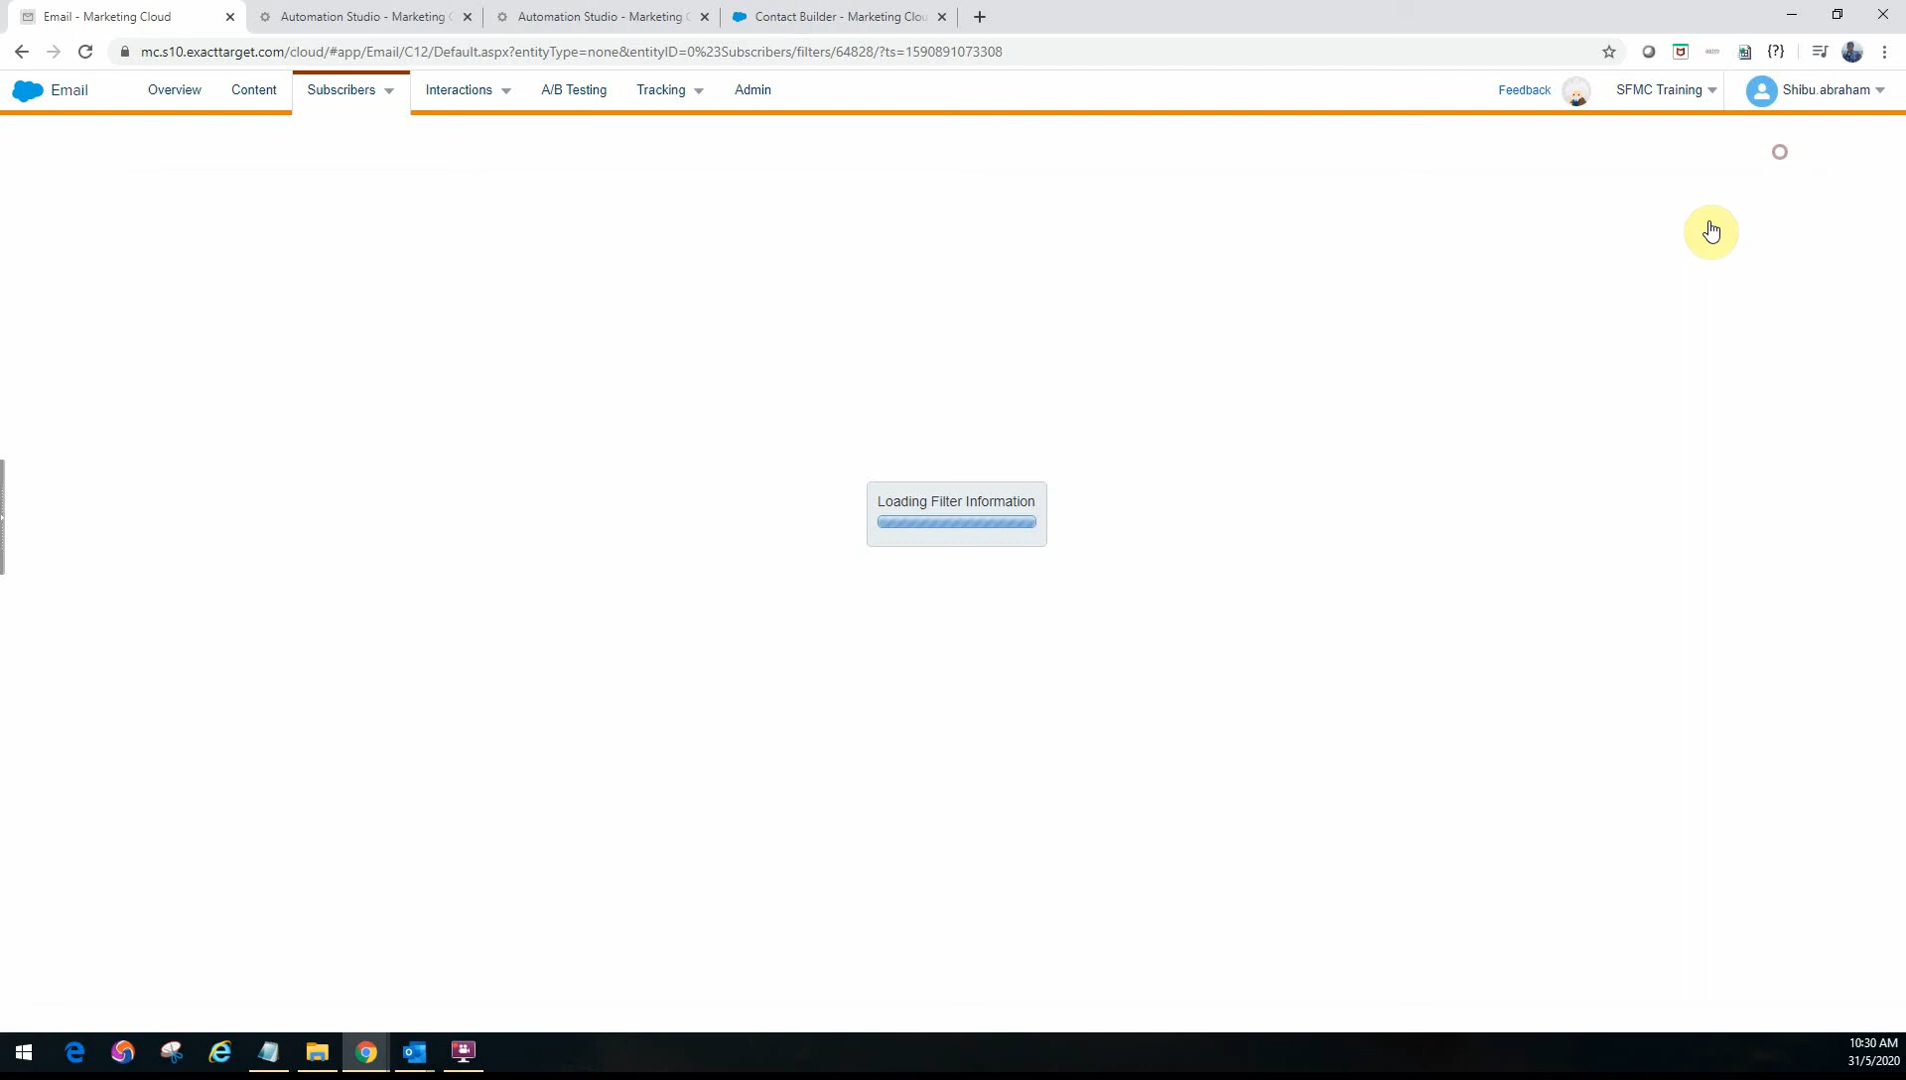 Email - Marketing Cloud
Automation Studio - Marketing C
Automation Studio - Marketing C
Contact Builder - Marketing Clou
mc.s10.exacttarget.com/cloud/#app/Email/C12/Default.aspx?entityType=none&entityID=0%23Subscribers/filters/64828/?ts=1590891073308
{?}
Email
Overview
Content
Subscribers
Interactions
A/B Testing
Tracking
Admin
Feedback
SFMC Training
Shibu.abraham
Loading Filter Information
10:30 AM
31/5/2020